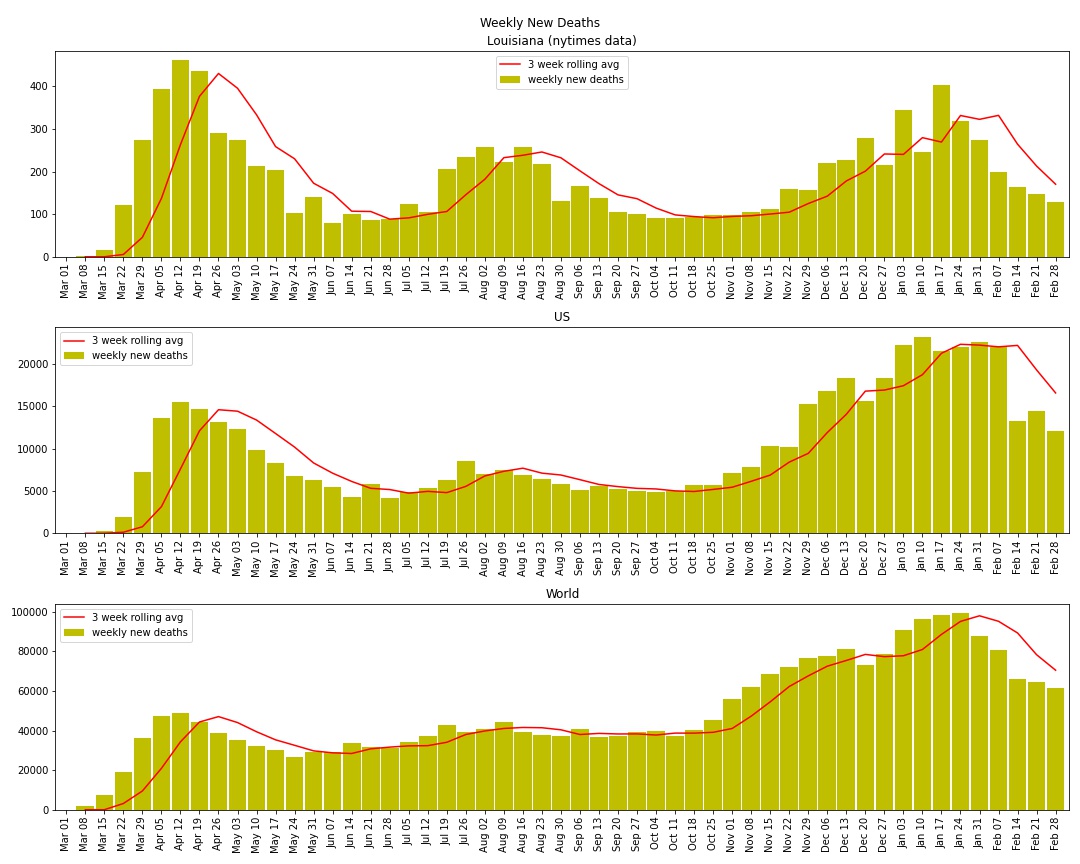 Weekly New Deaths
Louisiana (nytimes data)
3 week rolling avg
weekly new deaths
400
300
200
100
0
Mar 01 Mar 08 Mar 15 Mar 22 Mar 29 Apr 05 Apr 12 Apr 19 Apr 26 May 03 May 10 May 17 May 24 May 31 Jun 07 Jun 14 Jun 21 Jun 28 Jul 05 Jul 12 Jul 19 Jul 26 Aug 02 Aug 09 Aug 16 Aug 23 Aug 30 Sep 06 Sep 13 Sep 20 Sep 27 Oct 04 Oct 11 Oct 18 Oct 25 Nov 01 Nov 08 Nov 15 Nov 22 Nov 29 Dec 06 Dec 13 Dec 20 Dec 27 Jan 03 Jan 10 Jan 17 Jan 24 Jan 31 Feb 07 Feb 14 Feb 21 Feb 28
US
3 week rolling avg
weekly new deaths
20000
15000
10000
5000
0
Mar 01 Mar 08 Mar 15 Mar 22 Mar 29 Apr 05 Apr 12 Apr 19 Apr 26 May 03 May 10 May 17 May 24 May 31 Jun 07 Jun 14 Jun 21 Jun 28 Jul 05 Jul 12 Jul 19 Jul 26 Aug 02 Aug 09 Aug 16 Aug 23 Aug 30 Sep 06 Sep 13 Sep 20 Sep 27 Oct 04 Oct 11 Oct 18 Oct 25 Nov 01 Nov 08 Nov 15 Nov 22 Nov 29 Dec 06 Dec 13 Dec 20 Dec 27 Jan 03 Jan 10 Jan 17 Jan 24 Jan 31 Feb 07 Feb 14 Feb 21 Feb 28
World
3 week rolling avg
weekly new deaths
100000
80000
60000
40000
20000
0
Mar 01 Mar 08 Mar 15 Mar 22 Mar 29 Apr 05 Apr 12 Apr 19 Apr 26 May 03 May 10 May 17 May 24 May 31 Jun 07 Jun 14 Jun 21 Jun 28 Jul 05 Jul 12 Jul 19 Jul 26 Aug 02 Aug 09 Aug 16 Aug 23 Aug 30 Sep 06 Sep 13 Sep 20 Sep 27 Oct 04 Oct 11 Oct 18 Oct 25 Nov 01 Nov 08 Nov 15 Nov 22 Nov 29 Dec 06 Dec 13 Dec 20 Dec 27 Jan 03 Jan 10 Jan 17 Jan 24 Jan 31 Feb 07 Feb 14 Feb 21 Feb 28